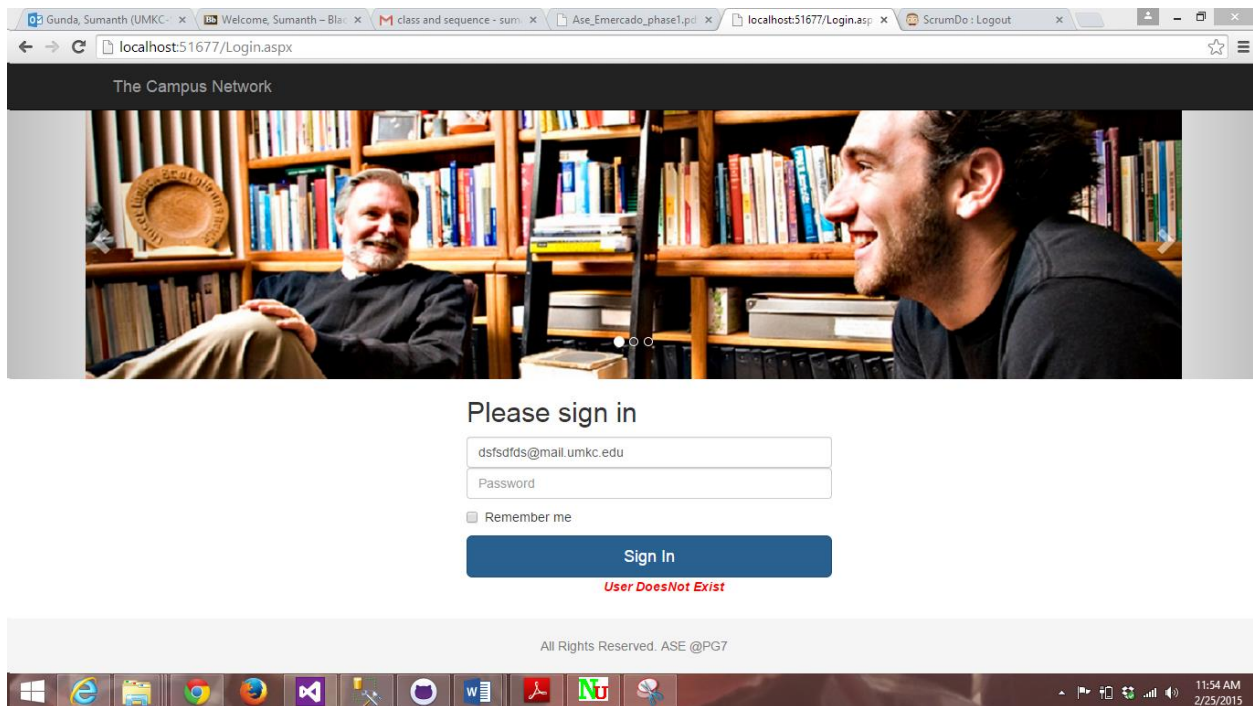 Gunda, Sumanth (UMKC-
Welcome, Sumanth – Blac
class and sequence - sum
Ase_Emercado_phase1.pd
localhost:51677/Login.asp
ScrumDo : Logout
localhost:51677/Login.aspx
The Campus Network
Please sign in
dsfsdfds@mail.umkc.edu
Password
Remember me
Sign In
User DoesNot Exist
All Rights Reserved. ASE @PG7
11:54 AM
2/25/2015